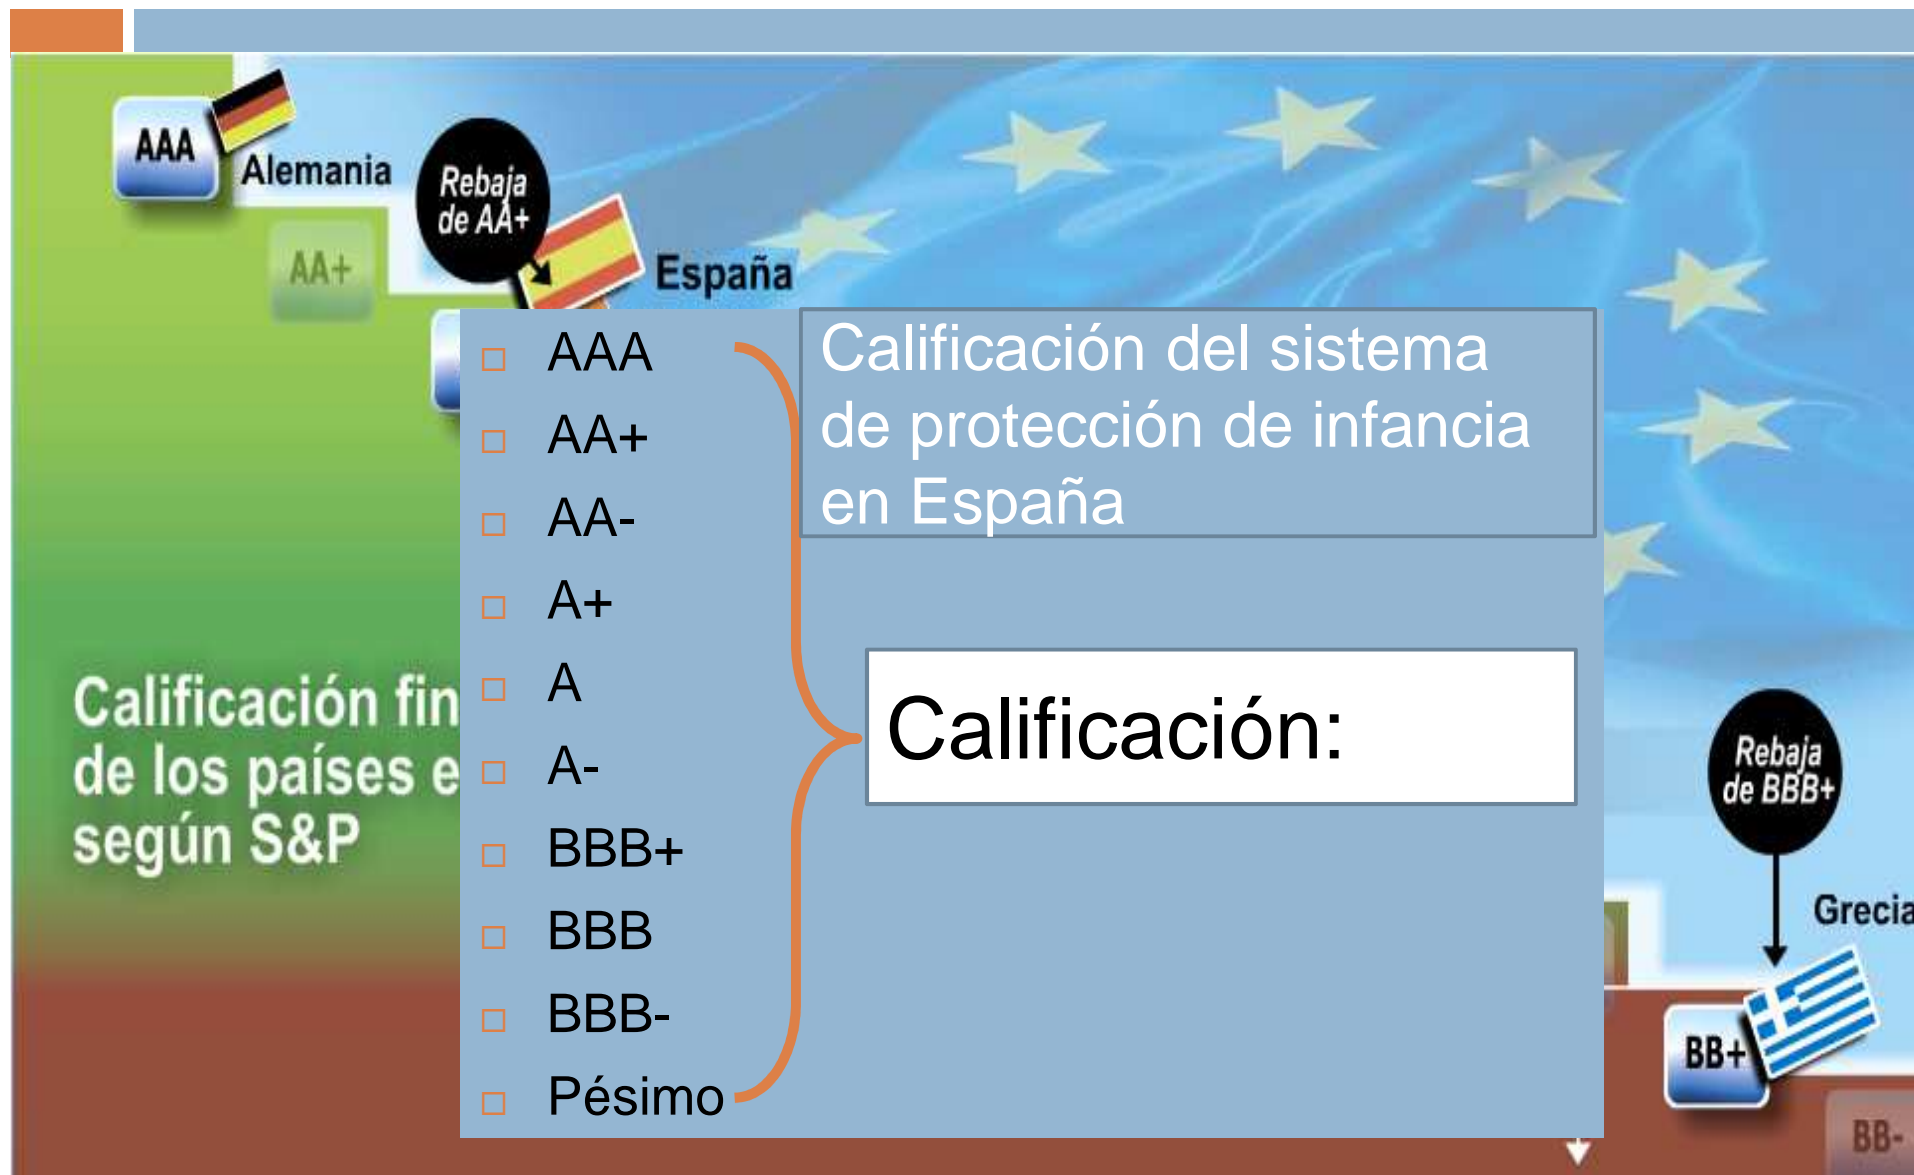 AAA
Alemania
Rebaja
de AA+
AA+
España
AAA
AA+
AA-
A+
A
A-
BBB+
BBB
BBB-
Pésimo
Calificación del sistema
de protección de infancia
en España
Calificación:
Calificación fin
de los países e
según S&P
Rebaja
de BBB+
Grecia
BB+
BB-